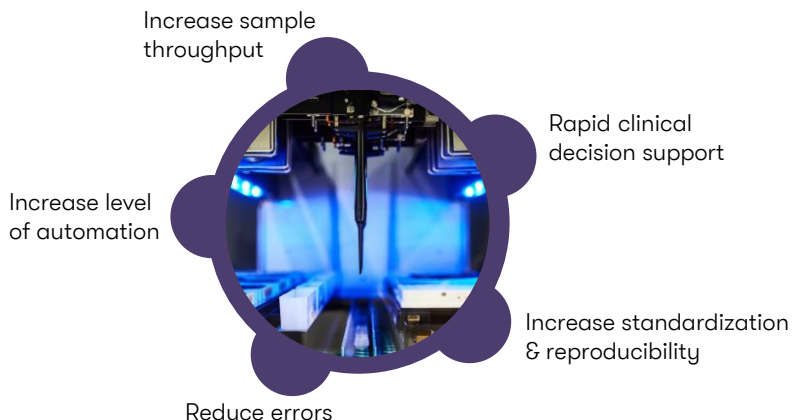 Increase sample
throughput
Rapid clinical
decision support
Increase level
of automation
Increase standardization
& reproducibility
Reduce errors